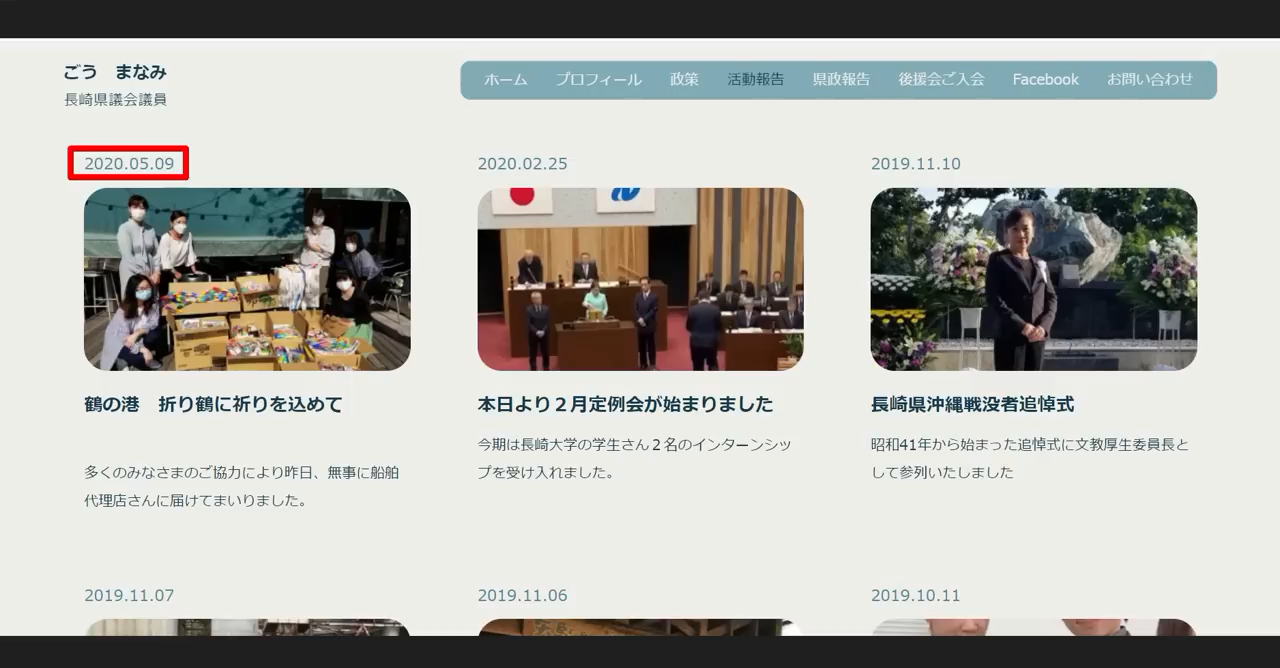 ごう　まなみ
長崎県議会議員
ホーム プロフィール 政策 活動報告 県政報告 後援会ご入会 Facebook お問い合わせ
2020.05.09
鶴の港　折り鶴に祈りを込めて
多くのみなさまのご協力により昨日、無事に船舶
代理店さんに届けてまいりました。
2020.02.25
本日より２月定例会が始まりました
今期は長崎大学の学生さん２名のインターンシッ
プを受け入れました。
2019.11.10
長崎県沖縄戦没者追悼式
昭和41年から始まった追悼式に文教厚生委員長と
して参列いたしました
2019.11.07
2019.11.06
2019.10.11